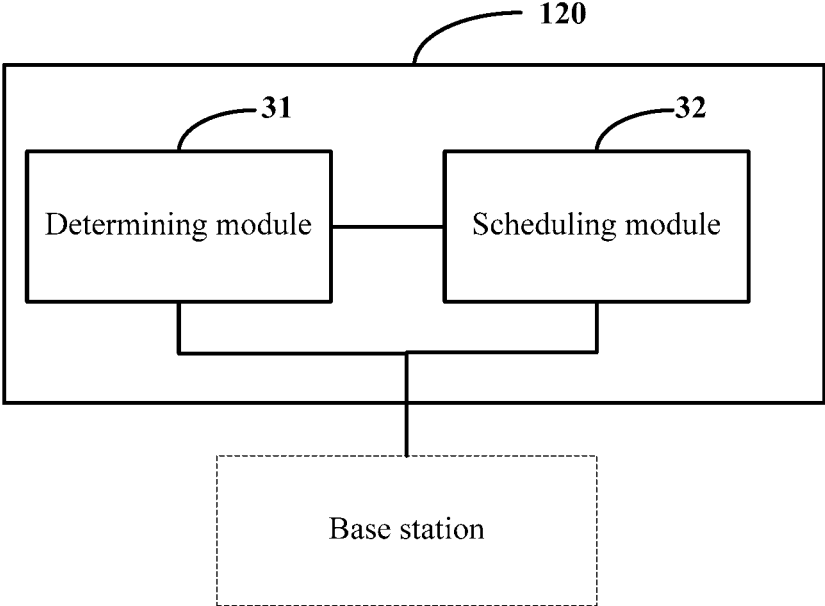 120
31
32
Determining module
Scheduling module
Base station